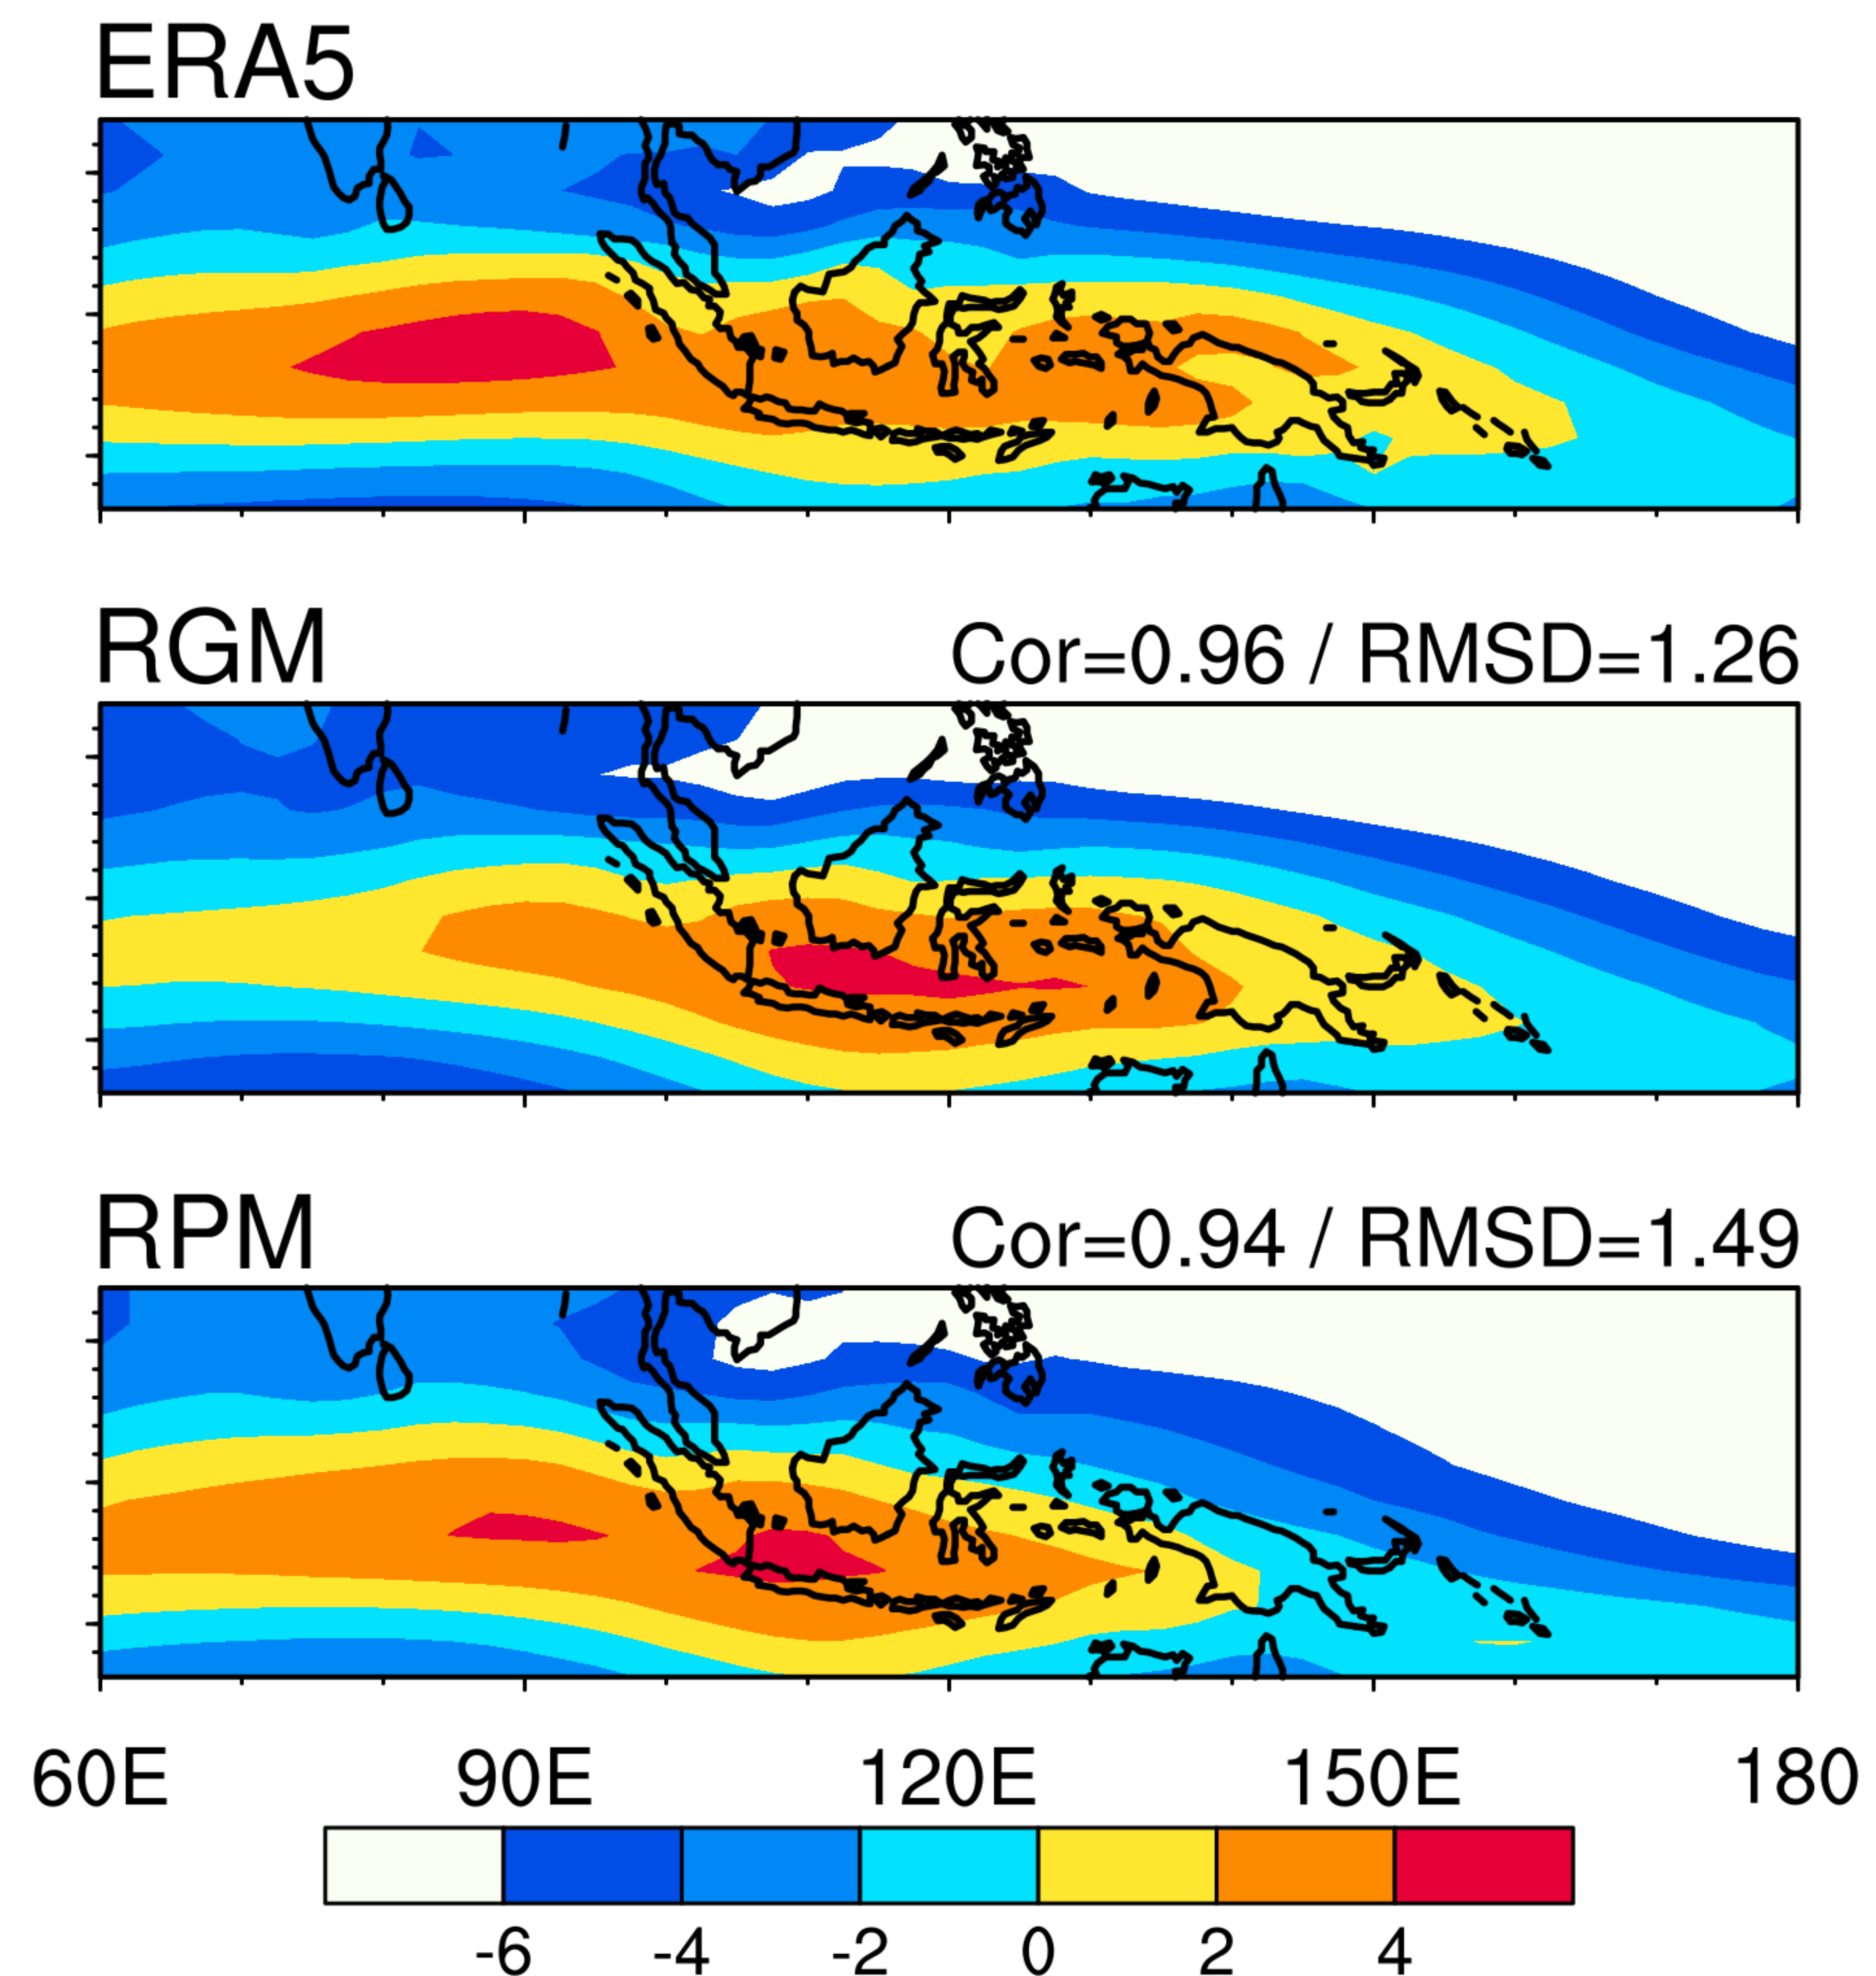 ERA5
RGM Cor=0.96 / RMSD=1.26
RPM Cor=0.94 / RMSD=1.49
60E 90E 120E 150E 180
-6 -4 -2 0 2 4